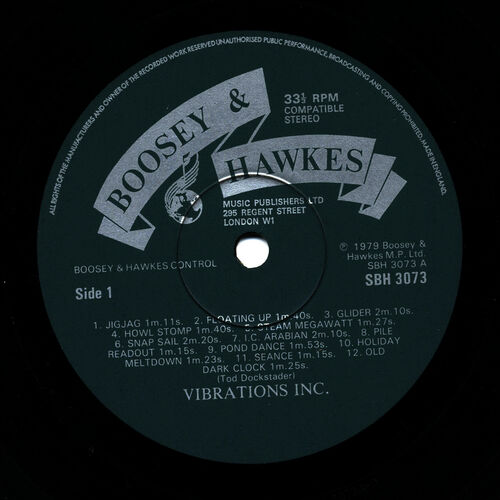 ALL RIGHTS OF THE MANUFACTURERS AND OWNER OF THE RECORDED WORK RESERVED UNAUTHORISED PUBLIC PERFORMANCE, BROADCASTING AND COPYING PROHIBITED. MADE IN ENGLAND.
BOOSEY & HAWKES
33⅓ RPM
COMPATIBLE
STEREO
MUSIC PUBLISHERS LTD
295 REGENT STREET
LONDON W1
BOOSEY & HAWKES CONTROL
℗ 1979 Boosey &
Hawkes M.P. Ltd.
SBH 3073 A
SBH 3073
Side 1
1. JIGJAG 1m.11s. 2. FLOATING UP 1m.40s. 3. GLIDER 2m.10s.
4. HOWL STOMP 1m.40s. 5. STEAM MEGAWATT 1m.27s.
6. SNAP SAIL 2m.20s. 7. I.C. ARABIAN 2m.10s. 8. PILE
READOUT 1m.15s. 9. POND DANCE 1m.53s. 10. HOLIDAY
MELTDOWN 1m.23s. 11. SEANCE 1m.15s. 12. OLD
DARK CLOCK 1m.25s.
(Tod Dockstader)
VIBRATIONS INC.